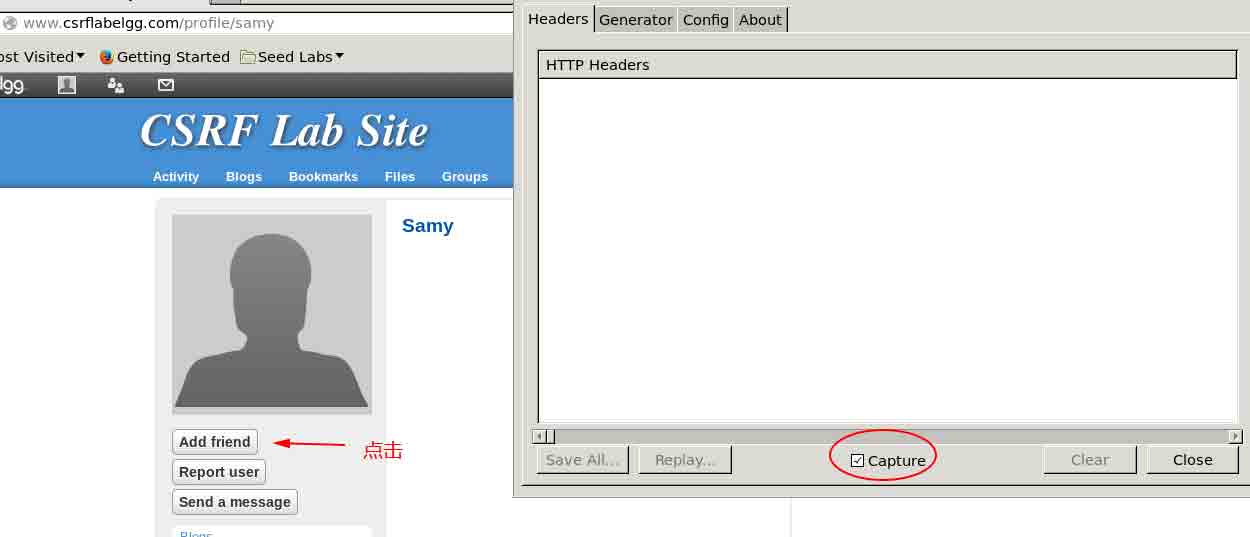 www.csrflabelgg.com/profile/samy
ost Visited
Getting Started
Seed Labs
lgg
CSRF Lab Site
Activity
Blogs
Bookmarks
Files
Groups
Samy
Add friend
点击
Report user
Send a message
Blogs
Headers
Generator
Config
About
HTTP Headers
Save All...
Replay...
Capture
Clear
Close